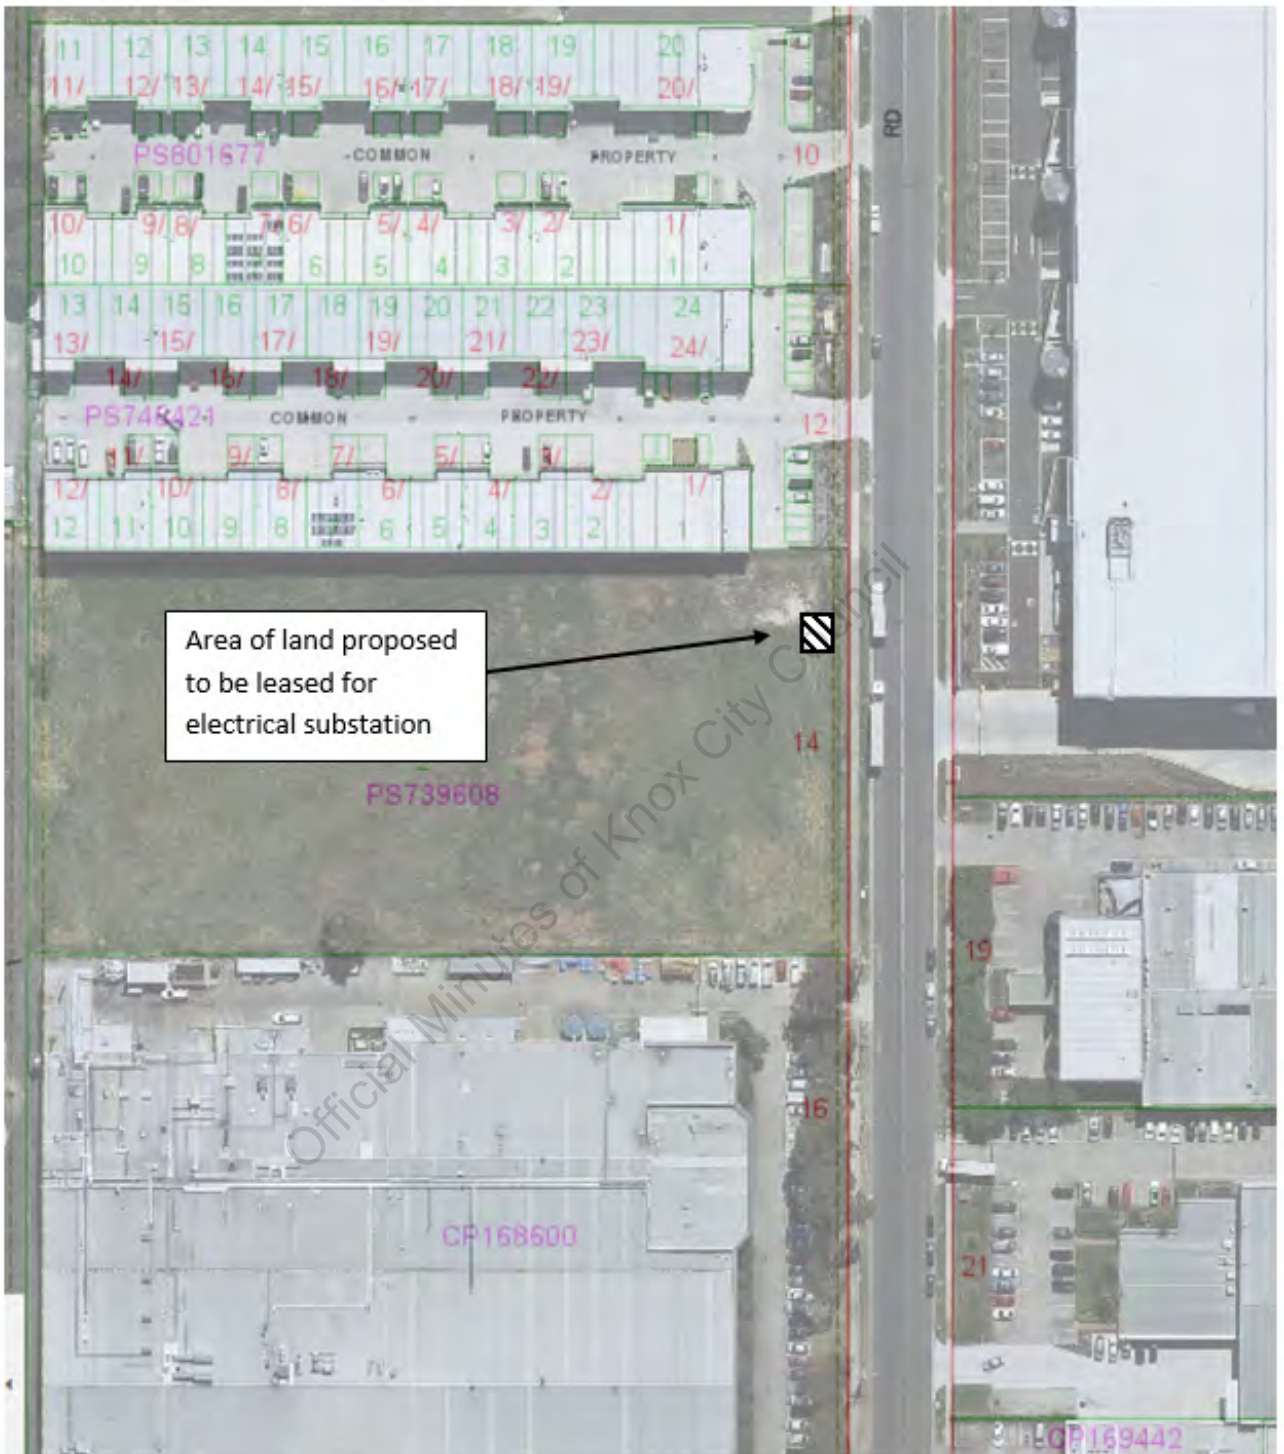 11 12 13 14 15 16 17 18 19 20
11/ 12/ 13/ 14/ 15/ 16/ 17/ 18/ 19/ 20/
RD
PS801677 COMMON PROPERTY 10
10/ 9/ 8/ 7/ 6/ 5/ 4/ 3/ 2/ 1/
10 9 8 6 5 4 3 2 1
13 14 15 16 17 18 19 20 21 22 23 24
13/ 15/ 17/ 19/ 21/ 23/ 24/
14/ 16/ 18/ 20/ 22/
PS748421 COMMON PROPERTY 12
11/ 9/ 7/ 5/ 3/
12/ 10/ 8/ 6/ 4/ 2/ 1/
12 11 10 9 8 6 5 4 3 2 1
Area of land proposed
to be leased for
electrical substation
14
PS739608
19
16
CP168600
21
CP169442
Official Minutes of Knox City Council